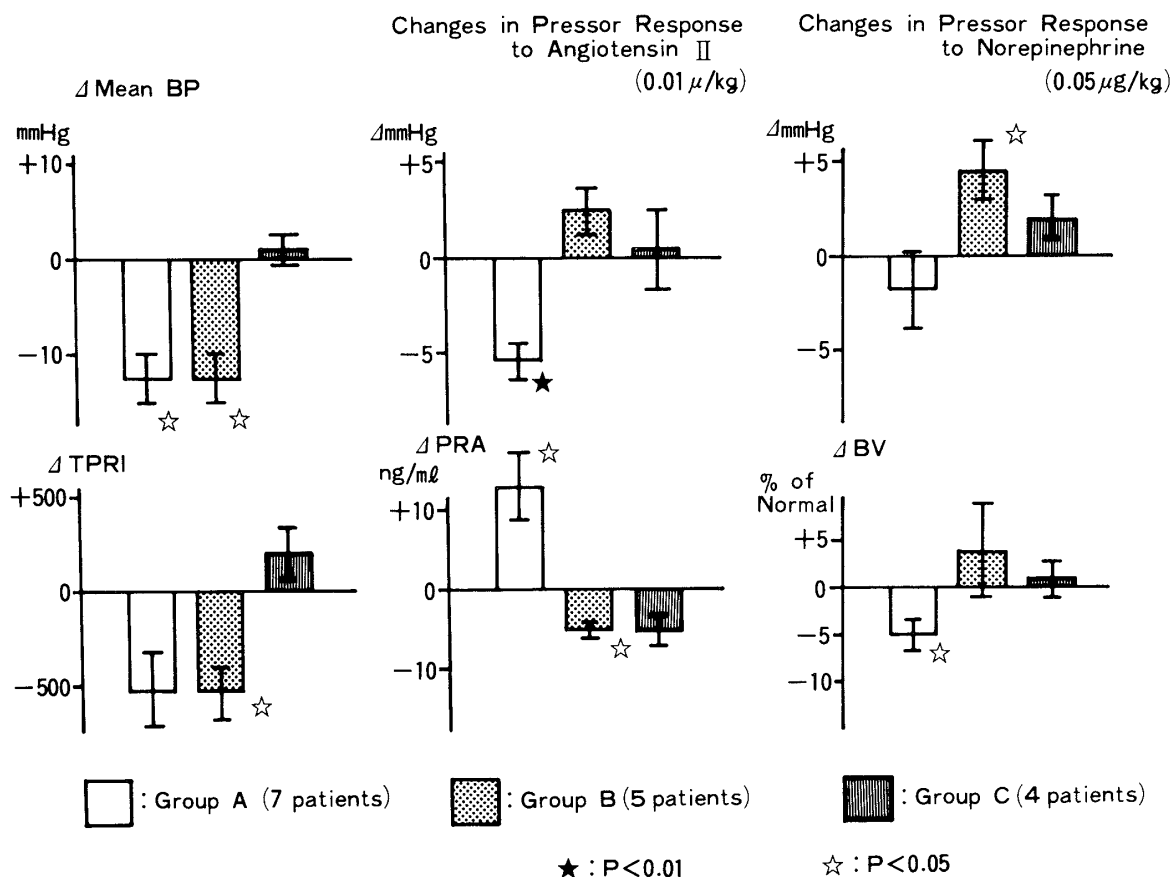 Δ Mean BP
mmHg
+10
0
−10
Changes in Pressor Response
to Angiotensin Ⅱ
(0.01 μ/kg)
ΔmmHg
+5
0
−5
★
Changes in Pressor Response
to Norepinephrine
(0.05 μg/kg)
ΔmmHg
☆
+5
0
−5
☆ ☆
Δ TPRI
+500
0
−500
☆
Δ PRA
ng/mℓ
☆
+10
0
−10
☆
Δ BV
% of
Normal
+5
0
−5
−10
☆
: Group A (7 patients)
: Group B (5 patients)
: Group C (4 patients)
★ : P<0.01
☆ : P<0.05